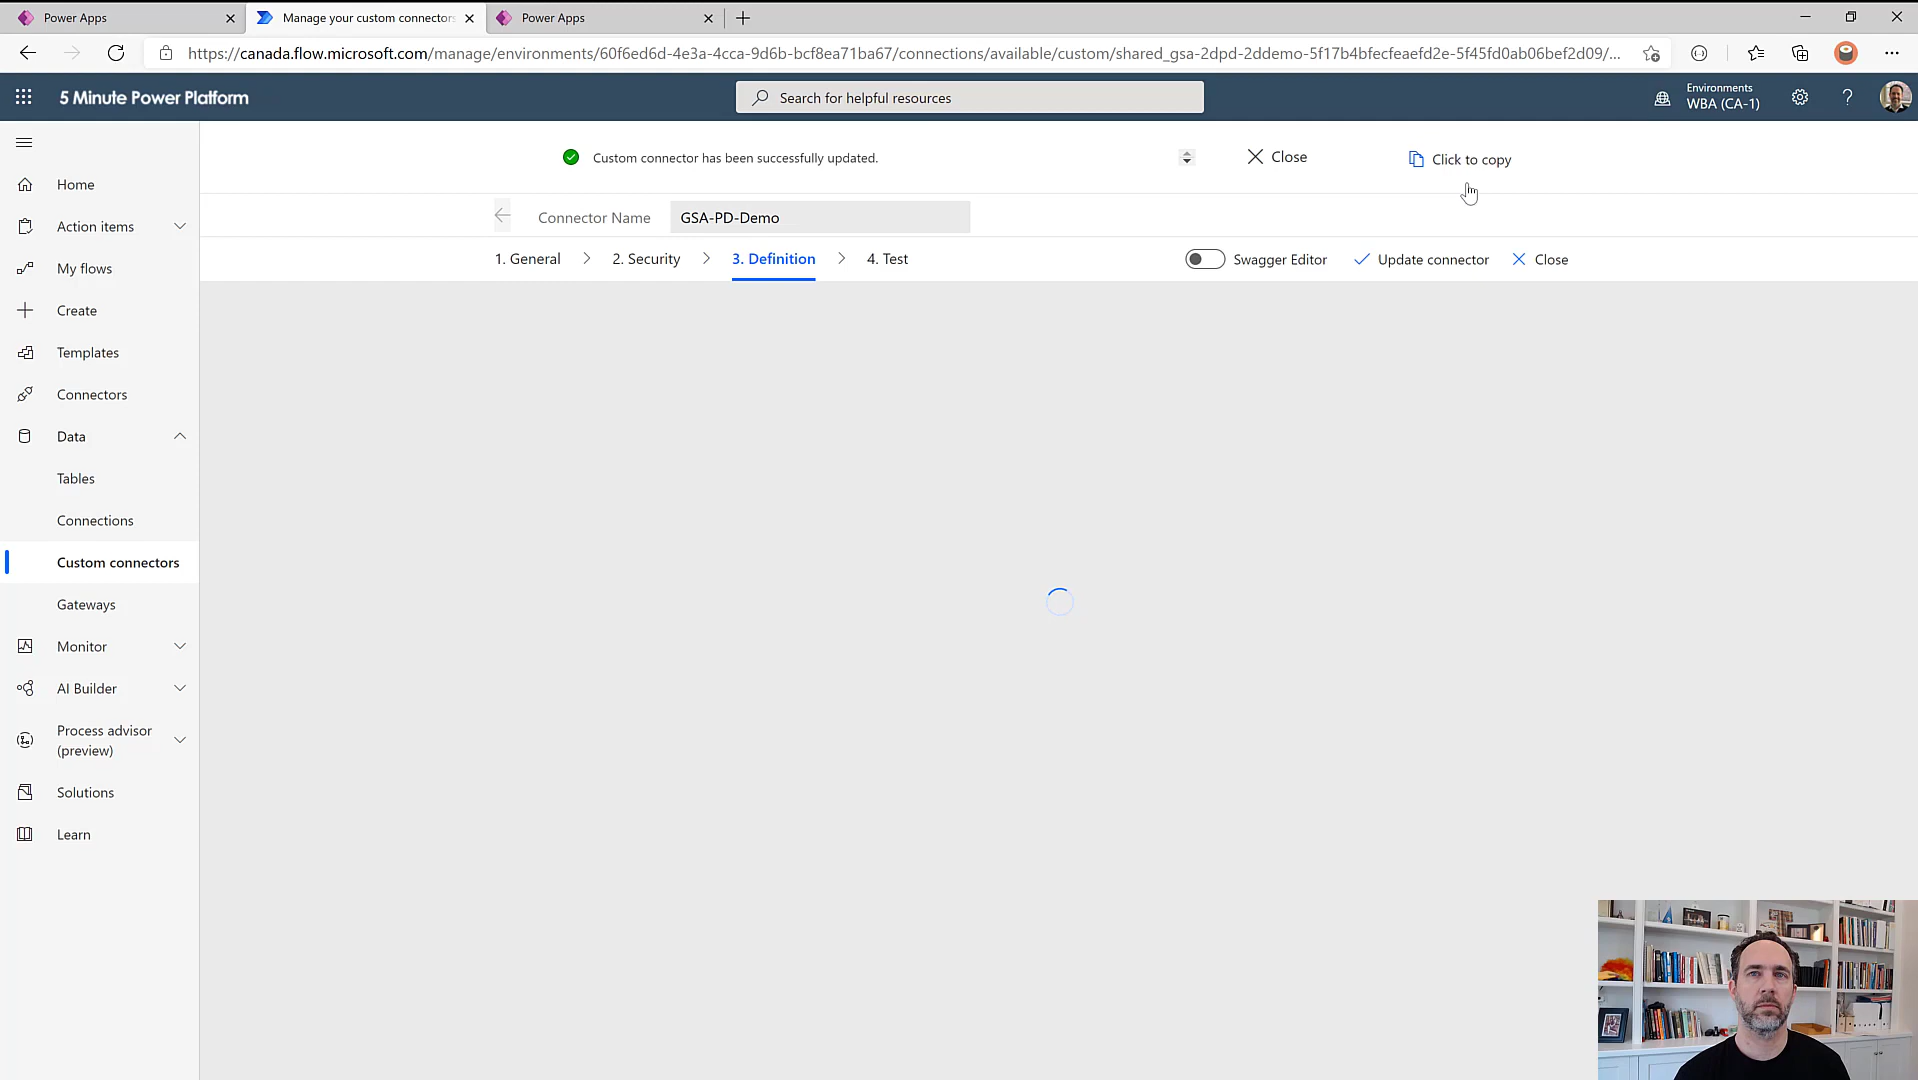 Power Apps
Manage your custom connectors
Power Apps
https://canada.flow.microsoft.com/manage/environments/60f6ed6d-4e3a-4cca-9d6b-bcf8ea71ba67/connections/available/custom/shared_gsa-2dpd-2ddemo-5f17b4bfecfeaefd2e-5f45fd0ab06bef2d09/...
5 Minute Power Platform
Search for helpful resources
Environments
WBA (CA-1)
Custom connector has been successfully updated.
Close
Click to copy
Connector Name
GSA-PD-Demo
1. General
2. Security
3. Definition
4. Test
Swagger Editor
Update connector
Close
Home
Action items
My flows
Create
Templates
Connectors
Data
Tables
Connections
Custom connectors
Gateways
Monitor
AI Builder
Process advisor
(preview)
Solutions
Learn